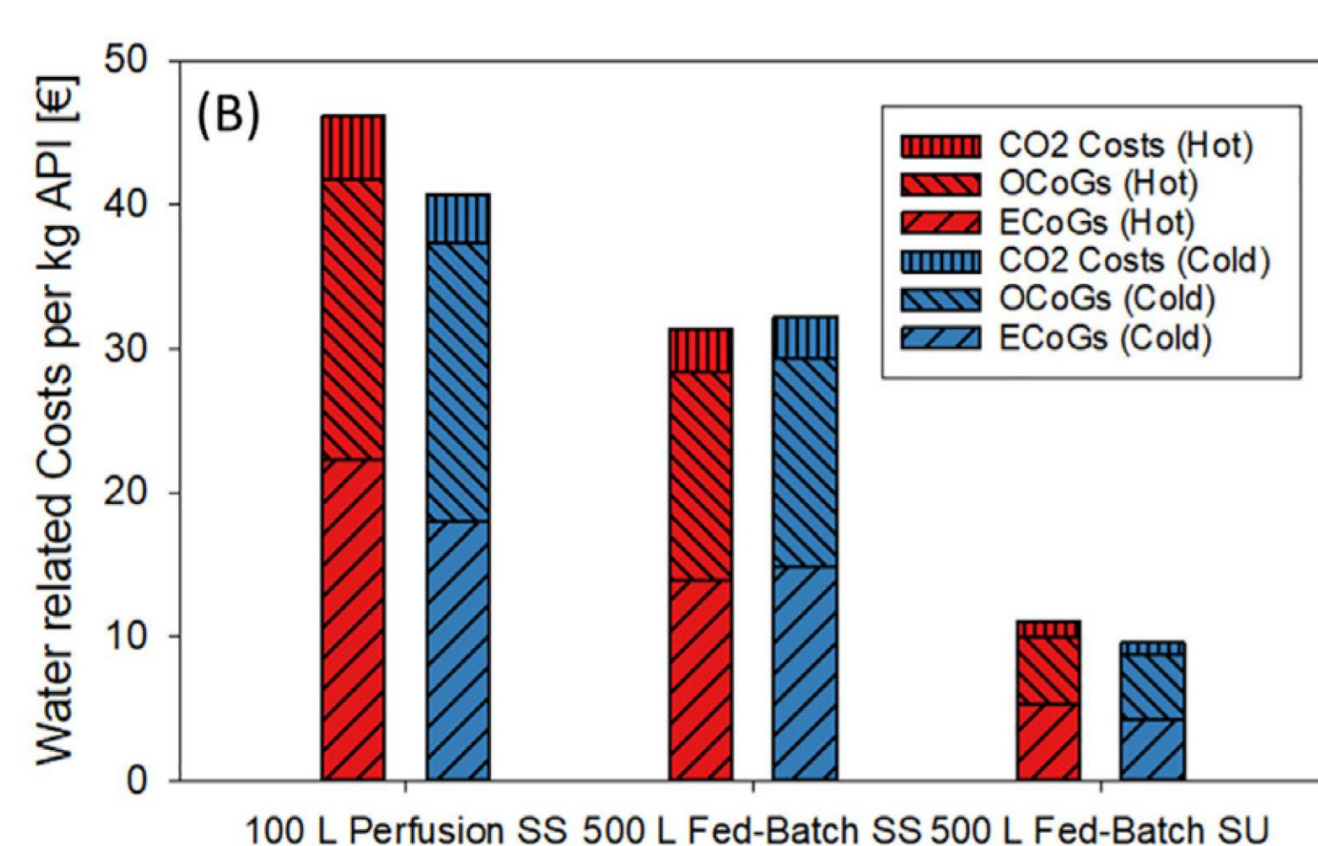 (B)
Water related Costs per kg API [€]
50
40
30
20
10
0
CO2 Costs (Hot)
OCoGs (Hot)
ECoGs (Hot)
CO2 Costs (Cold)
OCoGs (Cold)
ECoGs (Cold)
100 L Perfusion SS 500 L Fed-Batch SS 500 L Fed-Batch SU